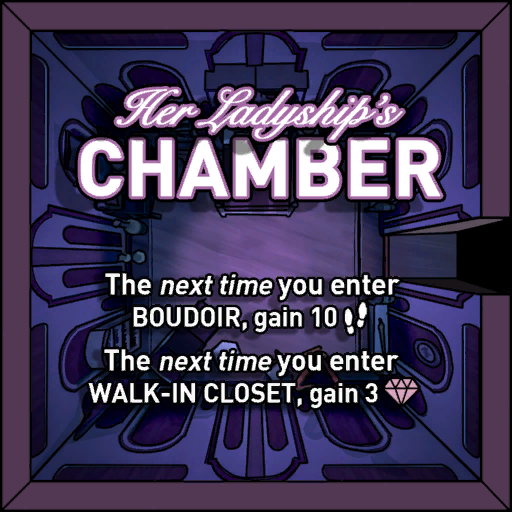 Her Ladyship's
CHAMBER
The next time you enter
BOUDOIR, gain 10
The next time you enter
WALK-IN CLOSET, gain 3